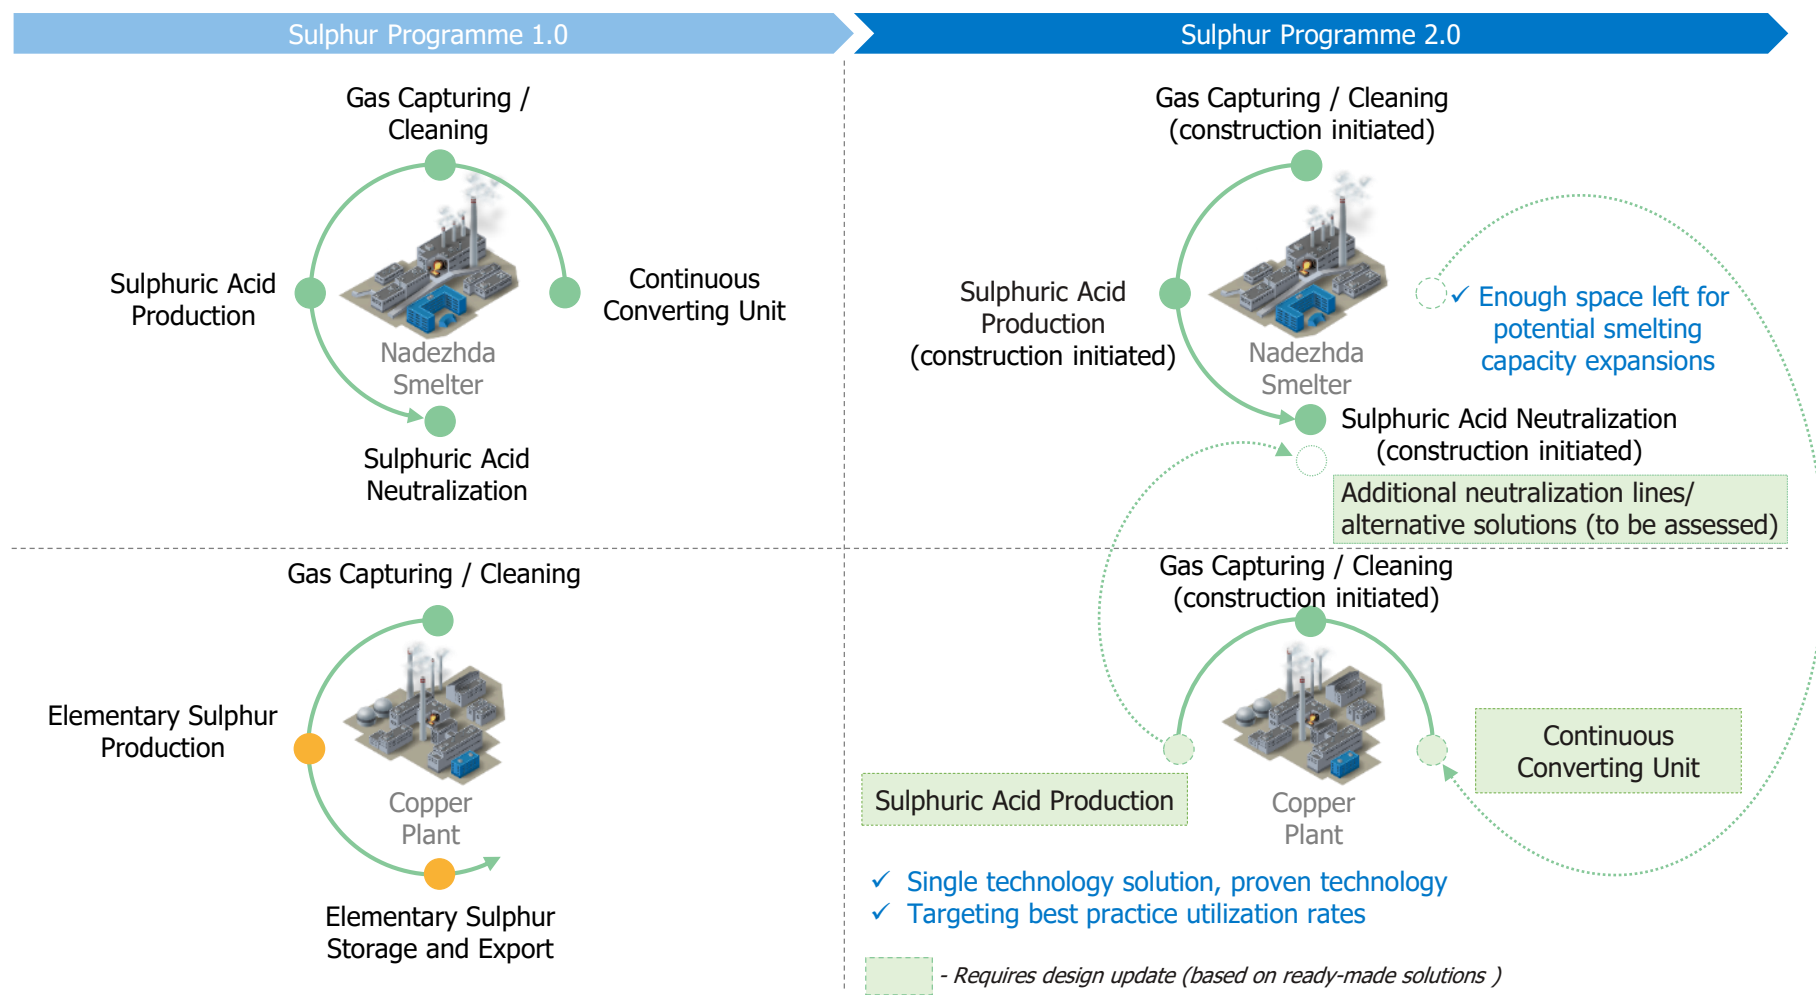 Sulphur Programme 1.0
Sulphur Programme 2.0
Gas Capturing /
Cleaning
Sulphuric Acid
Production
Continuous
Converting Unit
Nadezhda
Smelter
Sulphuric Acid
Neutralization
Gas Capturing / Cleaning
(construction initiated)
Sulphuric Acid
Production
(construction initiated)
Nadezhda
Smelter
✓ Enough space left for
potential smelting
capacity expansions
Sulphuric Acid Neutralization
(construction initiated)
Additional neutralization lines/
alternative solutions (to be assessed)
Gas Capturing / Cleaning
Elementary Sulphur
Production
Copper
Plant
Elementary Sulphur
Storage and Export
Gas Capturing / Cleaning
(construction initiated)
Sulphuric Acid Production
Copper
Plant
Continuous
Converting Unit
✓ Single technology solution, proven technology
✓ Targeting best practice utilization rates
- Requires design update (based on ready-made solutions )